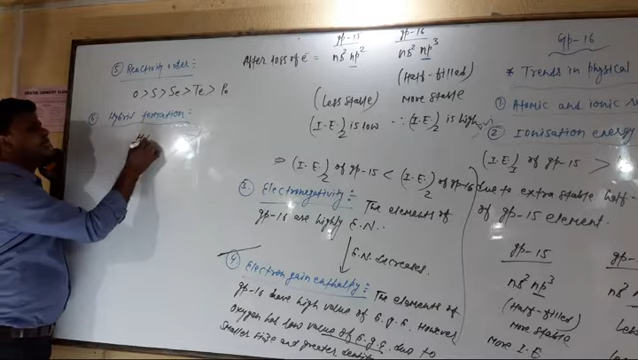 ⑤ Reactivity order :
O > S > Se > Te > Po
⑥ Hybrid formation :
H
gp-15 gp-16
After loss of e⁻ = ns² np² ns² np³
(Less stable) (Half-filled)
More stable
(I.E.)₂ is low ∴ (I.E.)₂ is high
⇒ (I.E.)₂ of gp-15 < (I.E.)₂ of gp-16
③ Electronegativity : The elements of
gp-16 are highly E.N.
E.N. decreases.
④ Electron gain enthalpy : The elements of
gp-16 have high value of e.g.e. However
oxygen has low value of e.g.e. due to
smaller size and greater
Gp-16
* Trends in Physical
① Atomic and ionic
② Ionisation energy
(I.E.)₁ of gp-15 >
due to extra stable half-
of gp-15 element.
gp-15 gp-
ns² np³ ns²
(Half-filled)
More stable
More I.E.